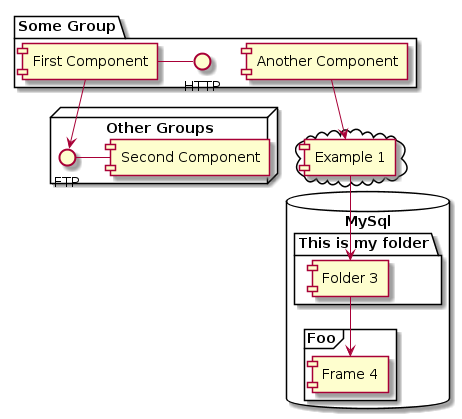 Some Group
First Component
Another Component
HTTP
Other Groups
Second Component
FTP
Example 1
MySql
This is my folder
Folder 3
Foo
Frame 4